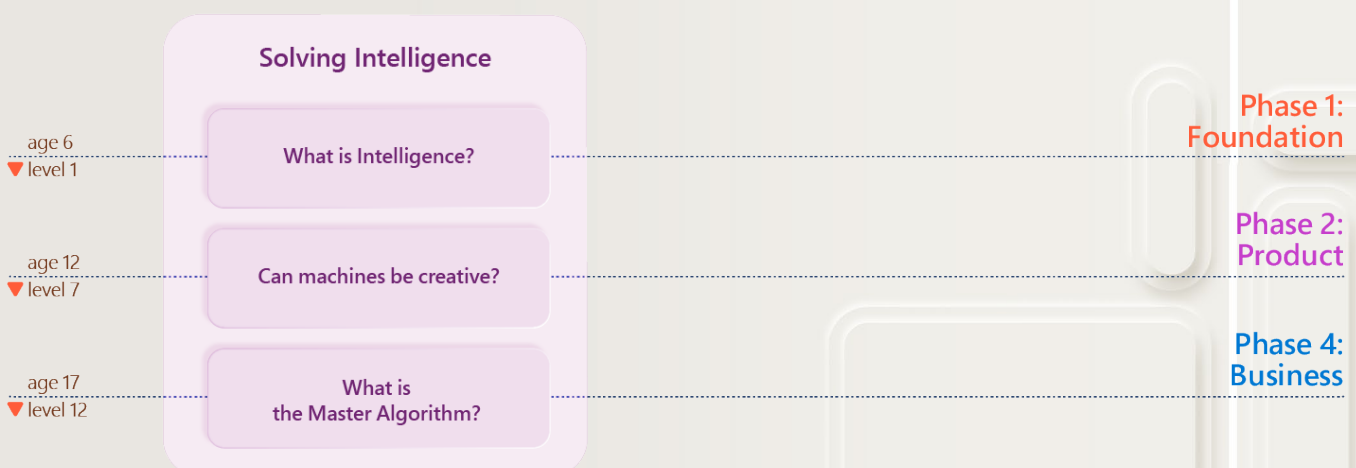 Solving Intelligence
age 6
level 1
What is Intelligence?
Phase 1:
Foundation
age 12
level 7
Can machines be creative?
Phase 2:
Product
age 17
level 12
What is
the Master Algorithm?
Phase 4:
Business